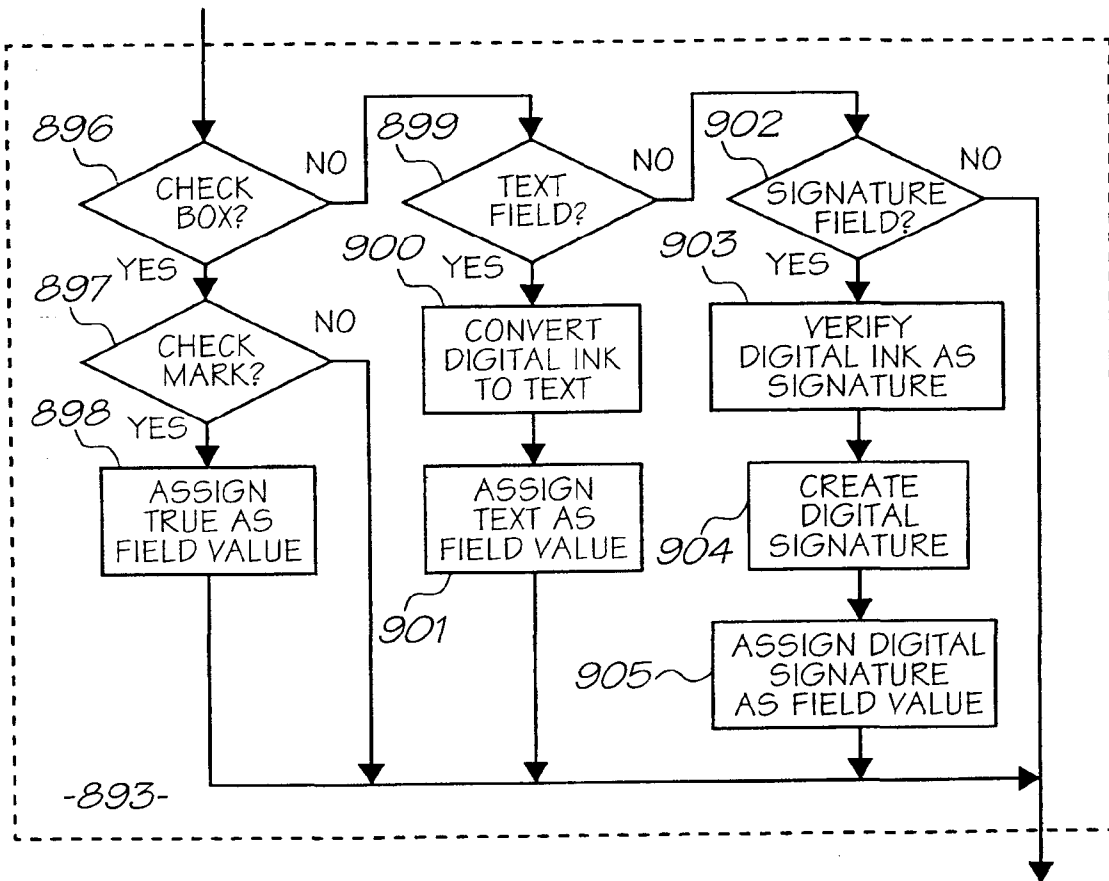 896
CHECK
BOX?
NO
YES
897
CHECK
MARK?
NO
YES
898
ASSIGN
TRUE AS
FIELD VALUE
899
TEXT
FIELD?
NO
YES
900
CONVERT
DIGITAL INK
TO TEXT
ASSIGN
TEXT AS
FIELD VALUE
901
902
SIGNATURE
FIELD?
NO
YES
903
VERIFY
DIGITAL INK AS
SIGNATURE
CREATE
DIGITAL
SIGNATURE
904
ASSIGN DIGITAL
SIGNATURE
AS FIELD VALUE
905
-893-